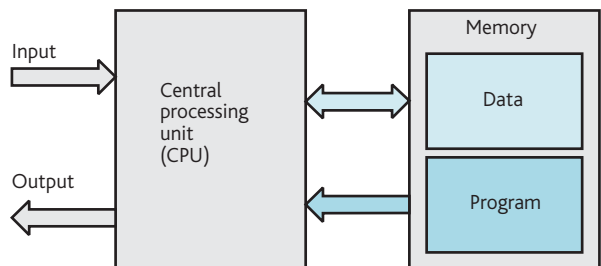 Input
Output
Central
processing
unit
(CPU)
Memory
Data
Program